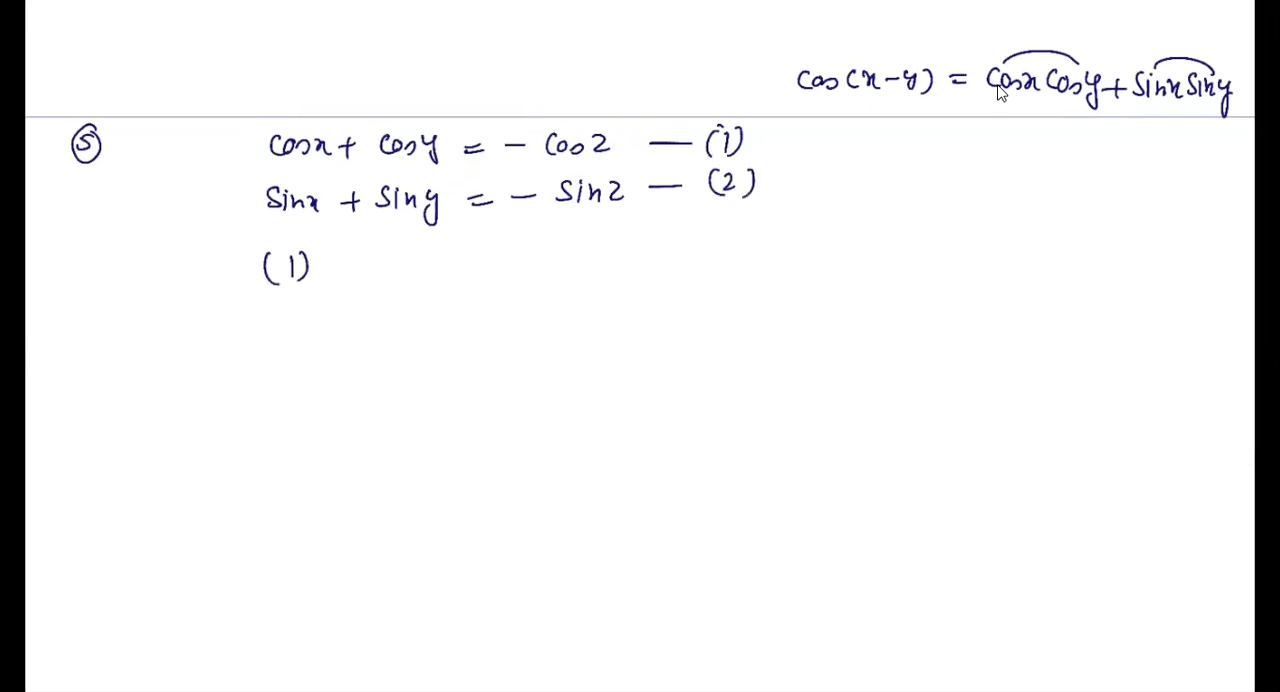 cos(x-y) = cosx cosy + sinx siny
(5) cosx + cosy = - cosz — (1)
sinx + siny = - sinz — (2)
(1)